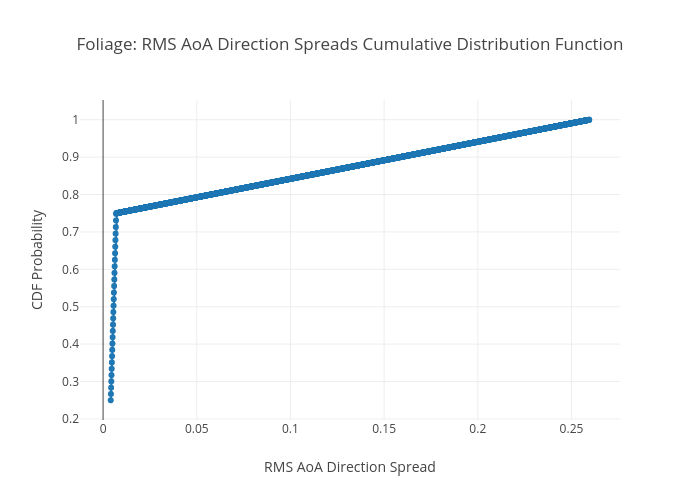 Foliage: RMS AoA Direction Spreads Cumulative Distribution Function
CDF Probability
1
0.9
0.8
0.7
0.6
0.5
0.4
0.3
0.2
0 0.05 0.1 0.15 0.2 0.25
RMS AoA Direction Spread